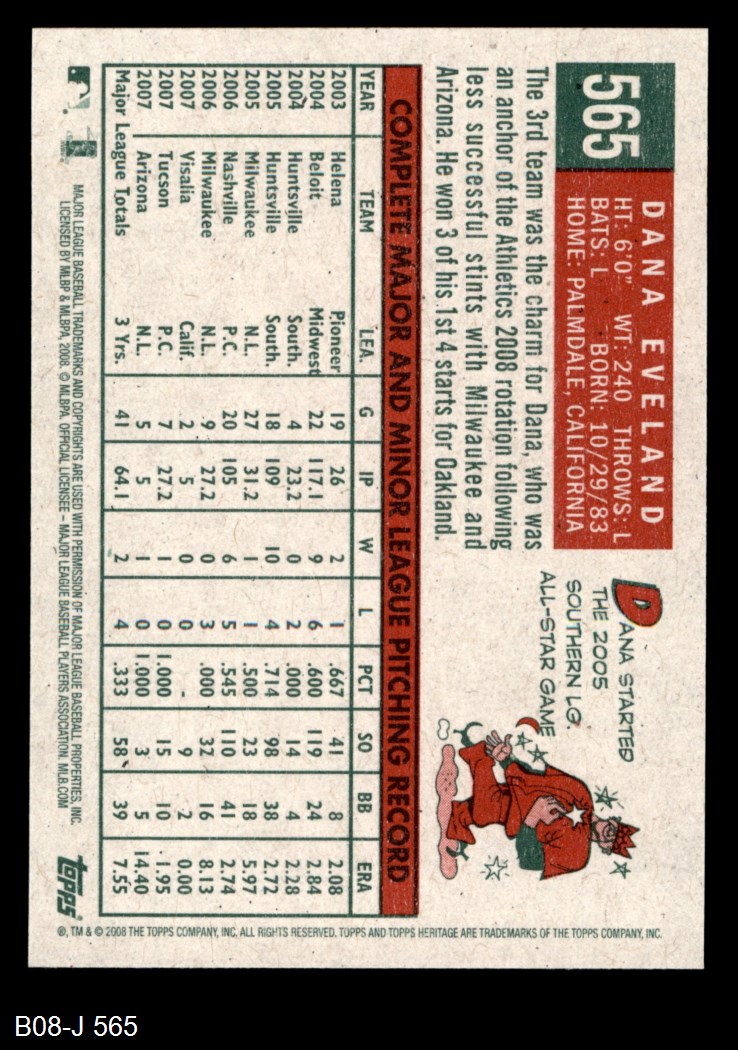 565
DANA EVELAND
HT: 6'0" WT: 240 THROWS: L
BATS: L BORN: 10/29/83
HOME: PALMDALE, CALIFORNIA
The 3rd team was the charm for Dana, who was
an anchor of the Athletics 2008 rotation following
less successful stints with Milwaukee and
Arizona. He won 3 of his 1st 4 starts for Oakland.
DANA STARTED
THE 2005
SOUTHERN LG.
ALL-STAR GAME
COMPLETE MAJOR AND MINOR LEAGUE PITCHING RECORD
YEAR TEAM LEA. G IP W L PCT SO BB ERA
2003 Helena Pioneer 19 26 2 1 .667 41 8 2.08
2004 Beloit Midwest 22 117.1 9 6 .600 119 24 2.84
2004 Huntsville South. 4 23.2 0 2 .000 14 4 2.28
2005 Huntsville South. 18 109 10 4 .714 98 38 2.72
2005 Milwaukee N.L. 27 31.2 1 1 .500 23 18 5.97
2006 Nashville P.C. 20 105 6 5 .545 110 41 2.74
2006 Milwaukee N.L. 9 27.2 0 3 .000 32 16 8.13
2007 Visalia Calif. 2 5 0 0 - 9 2 0.00
2007 Tucson P.C. 7 27.2 1 0 1.000 15 10 1.95
2007 Arizona N.L. 5 5 1 0 1.000 3 5 14.40
Major League Totals 3 Yrs. 41 64.1 2 4 .333 58 39 7.55
MAJOR LEAGUE BASEBALL TRADEMARKS AND COPYRIGHTS ARE USED WITH PERMISSION OF MAJOR LEAGUE BASEBALL PROPERTIES, INC.
LICENSED BY MLBP & MLBPA, 2008. © MLBPA. OFFICIAL LICENSEE – MAJOR LEAGUE BASEBALL PLAYERS ASSOCIATION. MLB.COM
topps
®, TM & © 2008 THE TOPPS COMPANY, INC. ALL RIGHTS RESERVED. TOPPS AND TOPPS HERITAGE ARE TRADEMARKS OF THE TOPPS COMPANY, INC.
B08-J 565